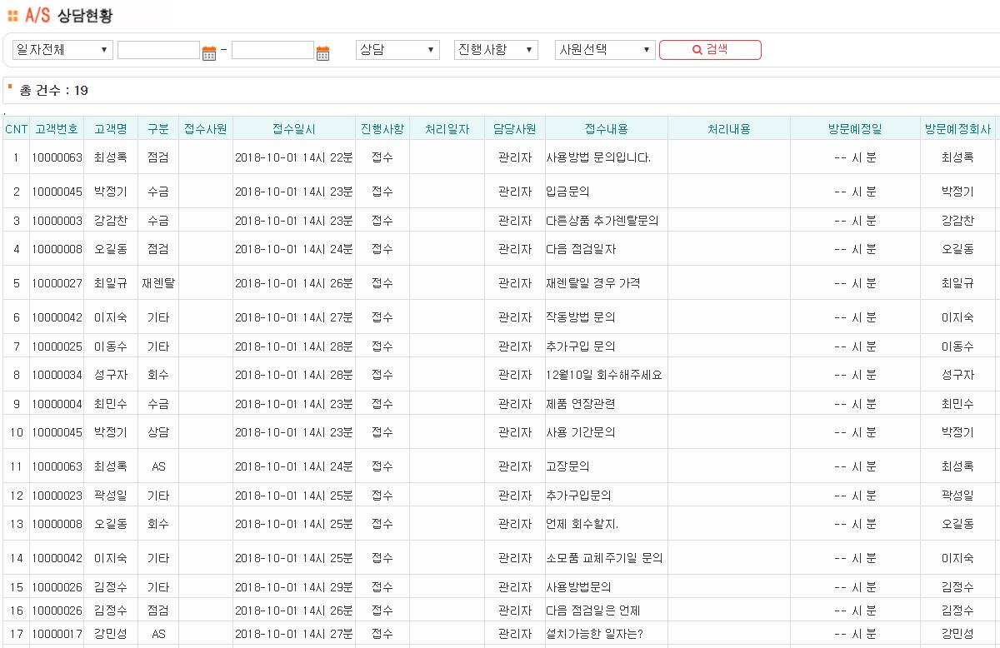 A/S 상담현황
일자전체 - 상담 진행사항 사원선택 검색
총 건수 : 19
CNT 고객번호 고객명 구분 접수사원 접수일시 진행사항 처리일자 담당사원 접수내용 처리내용 방문예정일 방문예정회사
1 10000063 최성록 점검 2018-10-01 14시 22분 접수 관리자 사용방법 문의입니다. -- 시 분 최성록
2 10000045 박정기 수금 2018-10-01 14시 23분 접수 관리자 입금문의 -- 시 분 박정기
3 10000003 강감찬 수금 2018-10-01 14시 23분 접수 관리자 다른상품 추가렌탈문의 -- 시 분 강감찬
4 10000008 오길동 점검 2018-10-01 14시 24분 접수 관리자 다음 점검일자 -- 시 분 오길동
5 10000027 최일규 재렌탈 2018-10-01 14시 26분 접수 관리자 재렌탈일 경우 가격 -- 시 분 최일규
6 10000042 이지숙 기타 2018-10-01 14시 27분 접수 관리자 작동방법 문의 -- 시 분 이지숙
7 10000025 이동수 기타 2018-10-01 14시 28분 접수 관리자 추가구입 문의 -- 시 분 이동수
8 10000034 성구자 회수 2018-10-01 14시 28분 접수 관리자 12월10일 회수해주세요 -- 시 분 성구자
9 10000004 최민수 수금 2018-10-01 14시 23분 접수 관리자 제품 연장관련 -- 시 분 최민수
10 10000045 박정기 상담 2018-10-01 14시 23분 접수 관리자 사용 기간문의 -- 시 분 박정기
11 10000063 최성록 AS 2018-10-01 14시 24분 접수 관리자 고장문의 -- 시 분 최성록
12 10000023 곽성일 기타 2018-10-01 14시 25분 접수 관리자 추가구입문의 -- 시 분 곽성일
13 10000008 오길동 회수 2018-10-01 14시 25분 접수 관리자 언제 회수할지. -- 시 분 오길동
14 10000042 이지숙 기타 2018-10-01 14시 25분 접수 관리자 소모품 교체주기일 문의 -- 시 분 이지숙
15 10000026 김정수 기타 2018-10-01 14시 29분 접수 관리자 사용방법문의 -- 시 분 김정수
16 10000026 김정수 점검 2018-10-01 14시 26분 접수 관리자 다음 점검일은 언제 -- 시 분 김정수
17 10000017 강민성 AS 2018-10-01 14시 27분 접수 관리자 설치가능한 일자는? -- 시 분 강민성